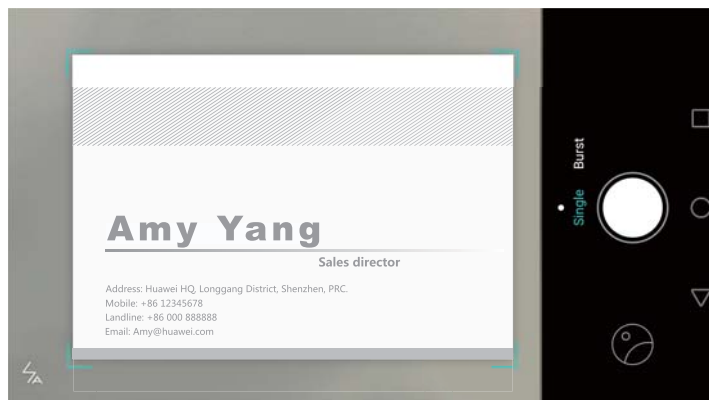 Amy Yang
Sales director
Address: Huawei HQ, Longgang District, Shenzhen, PRC.
Mobile: +86 12345678
Landline: +86 000 888888
Email: Amy@huawei.com
Single Burst
A